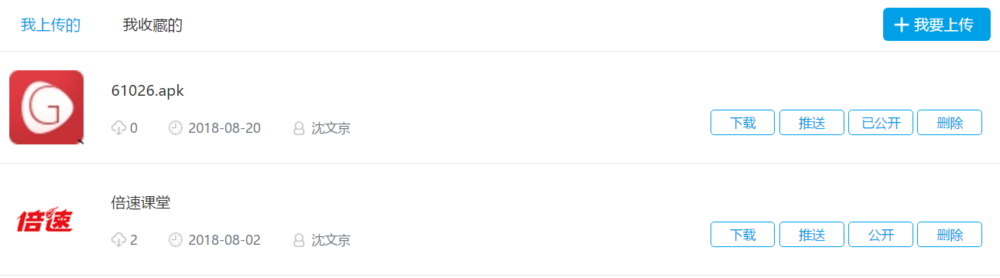 我上传的 我收藏的 我要上传
61026.apk
0 2018-08-20 沈文京 下载 推送 已公开 删除
倍速
倍速课堂
2 2018-08-02 沈文京 下载 推送 公开 删除